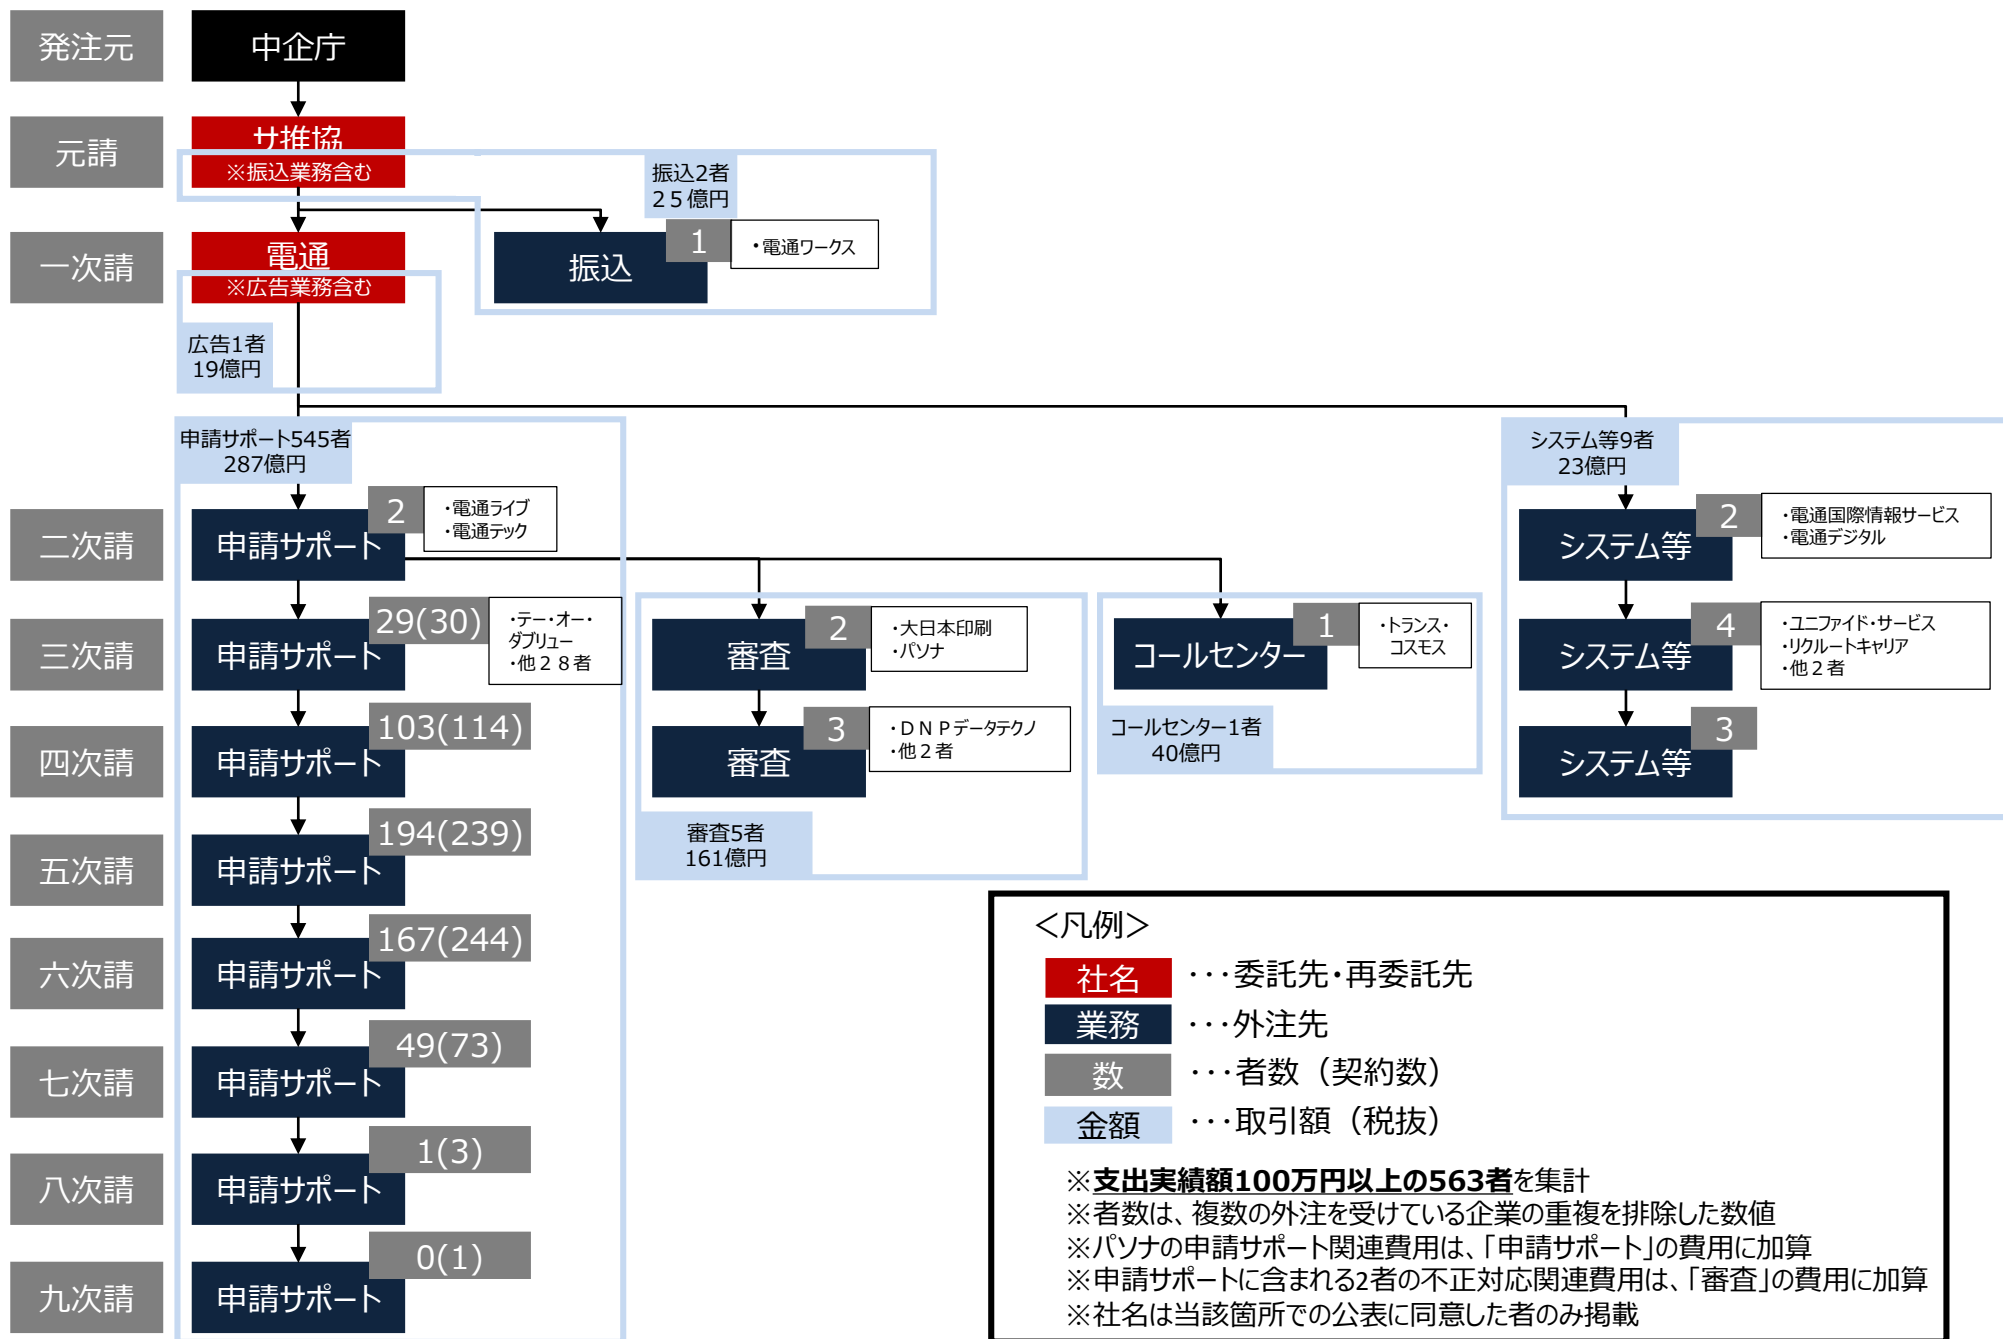 発注元
中企庁
元請
サ推協
※振込業務含む
振込2者
２５億円
一次請
電通
※広告業務含む
振込
1
・電通ワークス
広告1者
19億円
申請サポート545者
287億円
システム等9者
23億円
二次請
申請サポート
2
・電通ライブ
・電通テック
システム等
2
・電通国際情報サービス
・電通デジタル
三次請
申請サポート
29(30)
・テー・オー・
ダブリュー
・他２８者
審査
2
・大日本印刷
・パソナ
コールセンター
1
・トランス・
コスモス
システム等
4
・ユニファイド・サービス
・リクルートキャリア
・他２者
四次請
申請サポート
103(114)
審査
3
・ＤＮＰデータテクノ
・他２者
コールセンター1者
40億円
システム等
3
五次請
申請サポート
194(239)
審査5者
161億円
六次請
申請サポート
167(244)
七次請
申請サポート
49(73)
八次請
申請サポート
1(3)
九次請
申請サポート
0(1)
＜凡例＞
社名 ・・・委託先・再委託先
業務 ・・・外注先
数 ・・・者数（契約数）
金額 ・・・取引額（税抜）
※支出実績額100万円以上の563者を集計
※者数は、複数の外注を受けている企業の重複を排除した数値
※パソナの申請サポート関連費用は、「申請サポート」の費用に加算
※申請サポートに含まれる2者の不正対応関連費用は、「審査」の費用に加算
※社名は当該箇所での公表に同意した者のみ掲載